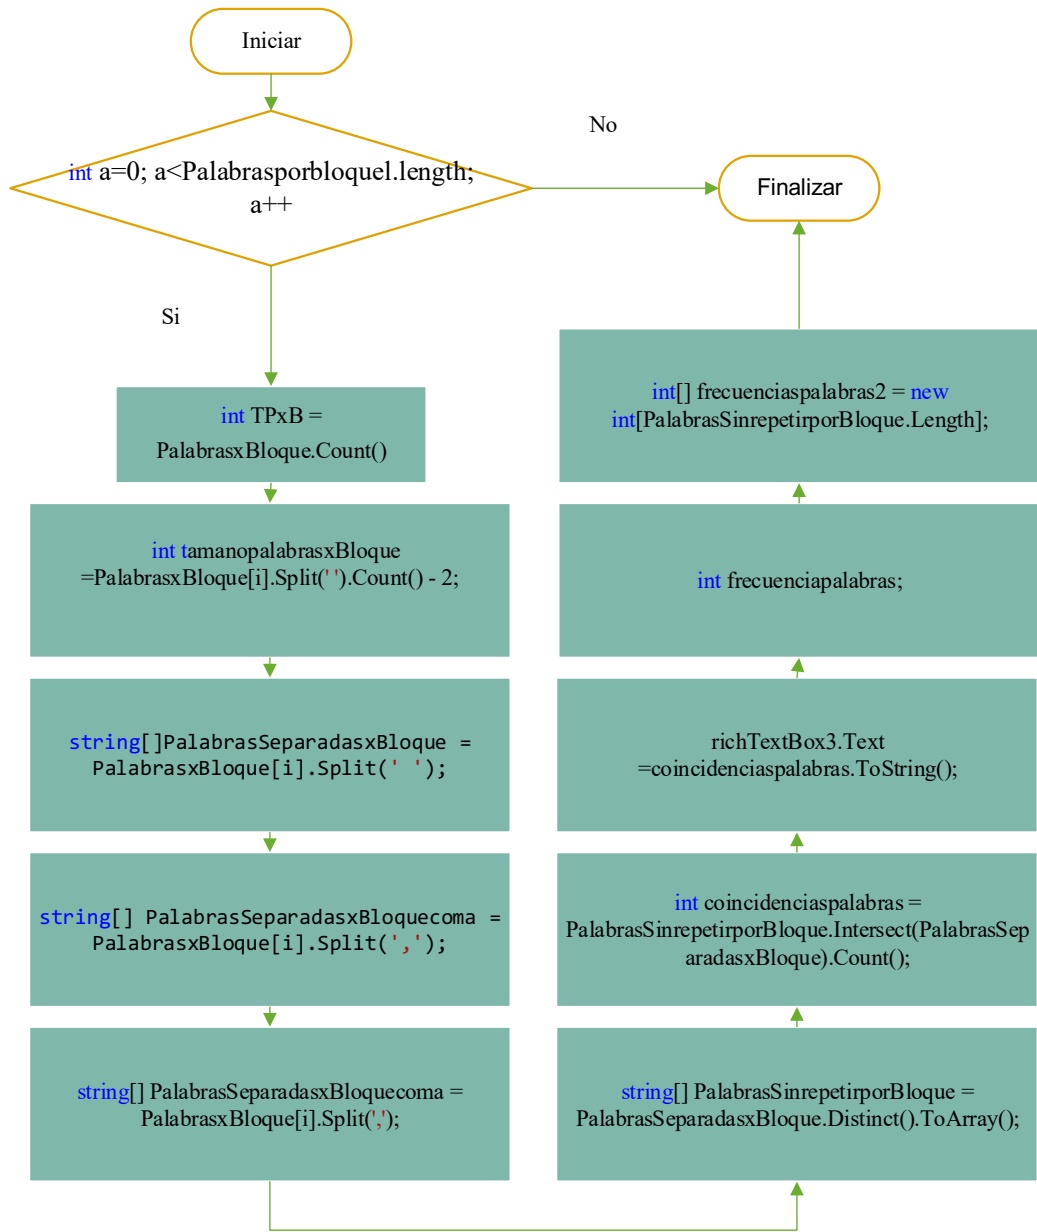 Iniciar
int a=0; a<Palabrasporbloquel.length;
a++
No
Finalizar
Si
int TPxB =
PalabrasxBloque.Count()
int tamanopalabrasxBloque
=PalabrasxBloque[i].Split(' ').Count() - 2;
string[]PalabrasSeparadasxBloque =
PalabrasxBloque[i].Split(' ');
string[] PalabrasSeparadasxBloquecoma =
PalabrasxBloque[i].Split(',');
string[] PalabrasSeparadasxBloquecoma =
PalabrasxBloque[i].Split(',');
string[] PalabrasSinrepetirporBloque =
PalabrasSeparadasxBloque.Distinct().ToArray();
int coincidenciaspalabras =
PalabrasSinrepetirporBloque.Intersect(PalabrasSep
aradasxBloque).Count();
richTextBox3.Text
=coincidenciaspalabras.ToString();
int frecuenciapalabras;
int[] frecuenciaspalabras2 = new
int[PalabrasSinrepetirporBloque.Length];